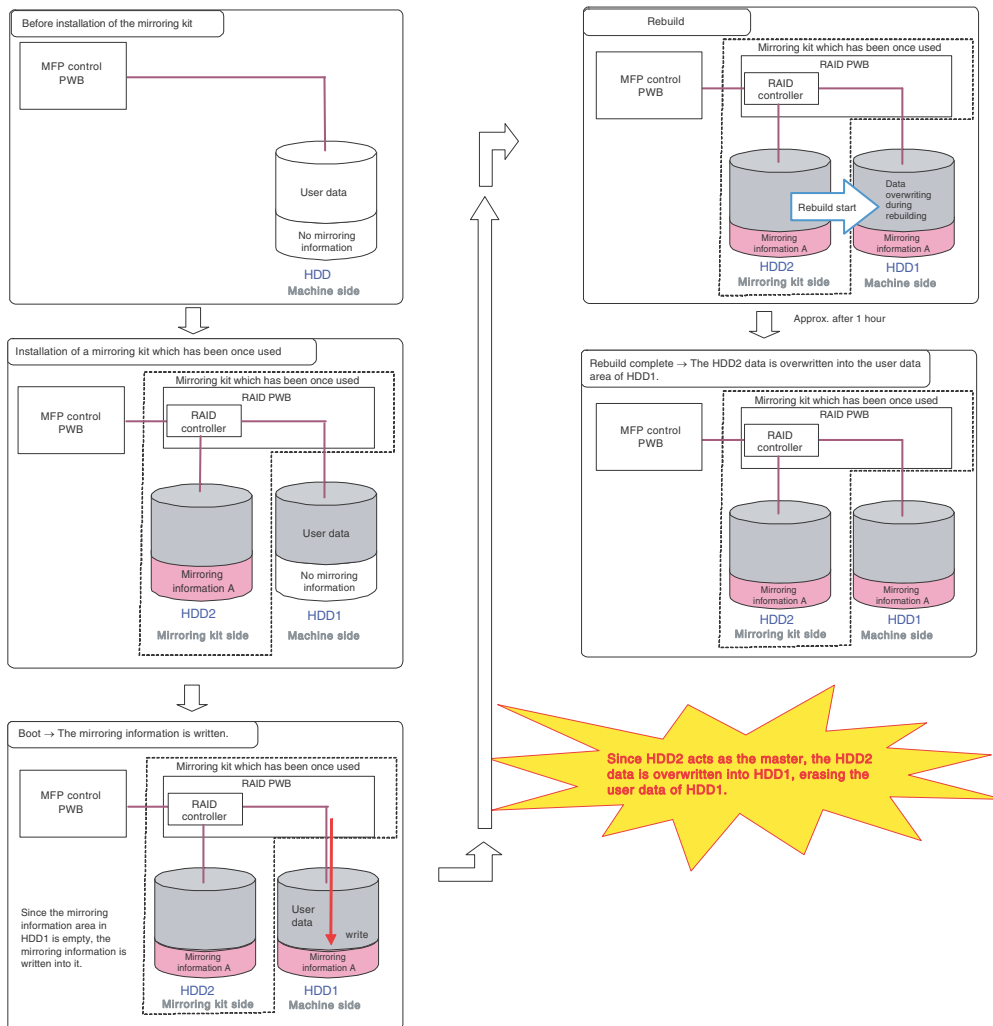 Before installation of the mirroring kit
MFP control
PWB
User data
No mirroring
information
HDD
Machine side
Installation of a mirroring kit which has been once used
Mirroring kit which has been once used
RAID PWB
MFP control
PWB
RAID
controller
User data
Mirroring
information A
No mirroring
information
HDD2
HDD1
Mirroring kit side
Machine side
Boot → The mirroring information is written.
Mirroring kit which has been once used
RAID PWB
MFP control
PWB
RAID
controller
Since the mirroring
information area in
HDD1 is empty, the
mirroring information is
written into it.
User
data
write
Mirroring
information A
Mirroring
information A
HDD2
HDD1
Mirroring kit side
Machine side
Rebuild
Mirroring kit which has been once used
RAID PWB
MFP control
PWB
RAID
controller
Rebuild start
Data
overwriting
during
rebuilding
Mirroring
information A
Mirroring
information A
HDD2
HDD1
Mirroring kit side
Machine side
Approx. after 1 hour
Rebuild complete → The HDD2 data is overwritten into the user data
area of HDD1.
Mirroring kit which has been once used
RAID PWB
MFP control
PWB
RAID
controller
Mirroring
information A
Mirroring
information A
HDD2
HDD1
Mirroring kit side
Machine side
Since HDD2 acts as the master, the HDD2
data is overwritten into HDD1, erasing the
user data of HDD1.